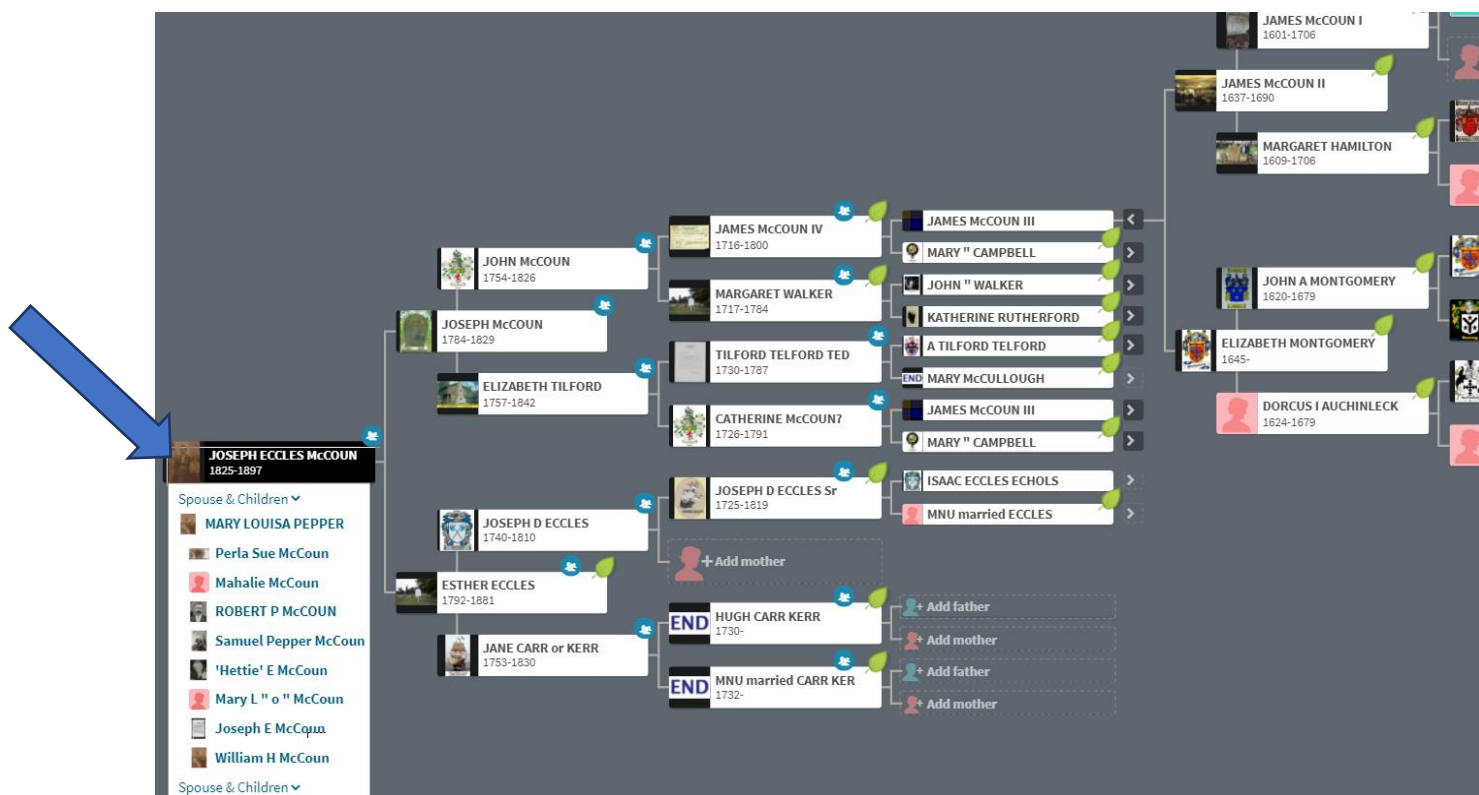 JAMES McCOUN I
1601-1706
JAMES McCOUN II
1637-1690
MARGARET HAMILTON
1609-1706
JOHN A MONTGOMERY
1620-1679
ELIZABETH MONTGOMERY
1645-
DORCUS I AUCHINLECK
1624-1679
JAMES McCOUN III
MARY " CAMPBELL
JOHN " WALKER
KATHERINE RUTHERFORD
A TILFORD TELFORD
END MARY McCULLOUGH
JAMES McCOUN III
MARY " CAMPBELL
ISAAC ECCLES ECHOLS
MNU married ECCLES
Add father
Add mother
Add father
Add mother
JAMES McCOUN IV
1716-1800
MARGARET WALKER
1717-1784
TILFORD TELFORD TED
1730-1787
CATHERINE McCOUN?
1726-1791
JOSEPH D ECCLES Sr
1725-1819
Add mother
END
HUGH CARR KERR
1730-
END
MNU married CARR KER
1732-
JOHN McCOUN
1754-1826
JOSEPH McCOUN
1784-1829
ELIZABETH TILFORD
1757-1842
JOSEPH D ECCLES
1740-1810
ESTHER ECCLES
1792-1881
JANE CARR or KERR
1753-1830
JOSEPH ECCLES McCOUN
1825-1897
Spouse & Children
MARY LOUISA PEPPER
Perla Sue McCoun
Mahalie McCoun
ROBERT P McCOUN
Samuel Pepper McCoun
'Hettie' E McCoun
Mary L " o " McCoun
Joseph E McCoun
William H McCoun
Spouse & Children